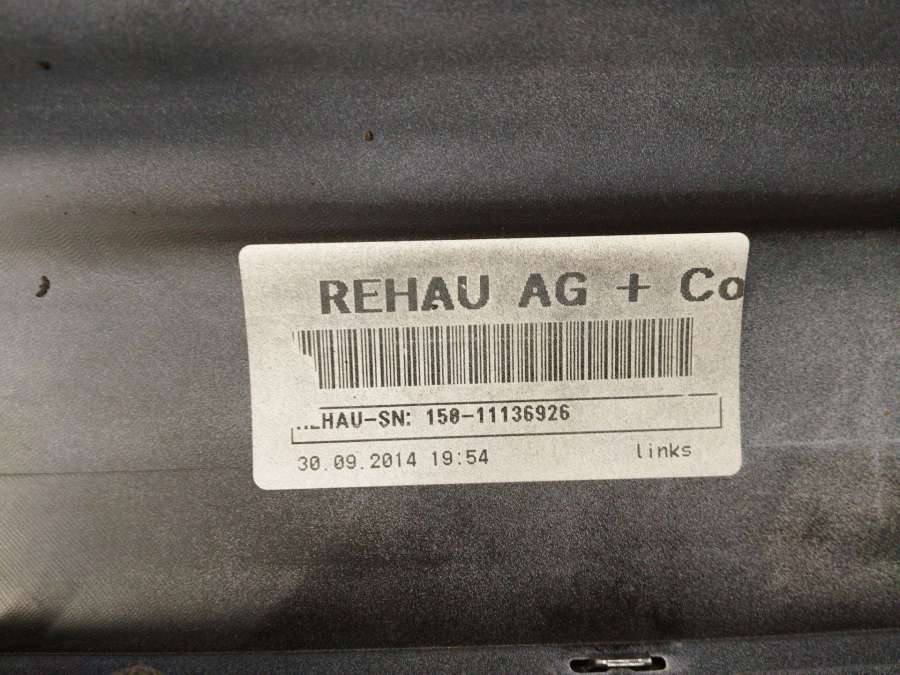 REHAU AG + Co
HAU-SN: 150-11136926
30.09.2014 19:54
links